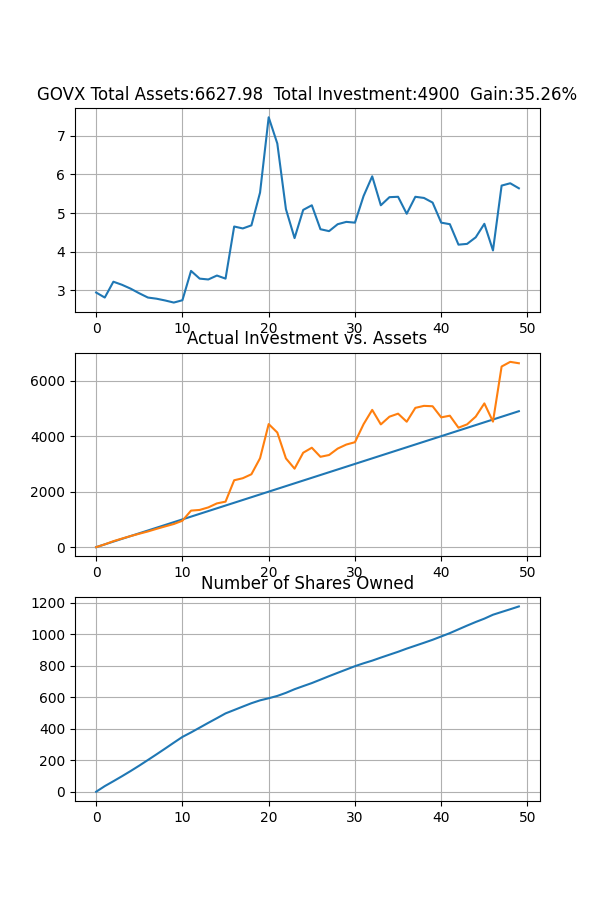 GOVX Total Assets:6627.98  Total Investment:4900  Gain:35.26%
7
6
5
4
3
0 10 20 30 40 50
Actual Investment vs. Assets
6000
4000
2000
0
0 10 20 30 40 50
Number of Shares Owned
1200
1000
800
600
400
200
0
0 10 20 30 40 50